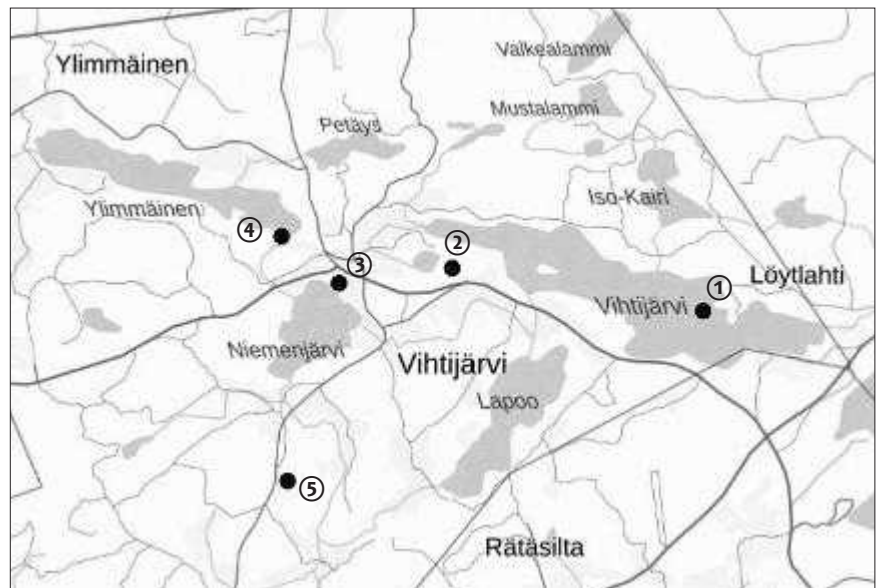 Valkealammi
Ylimmäinen
Mustalammi
Petäys
Iso-Kairi
Ylimmäinen
④
②
③
①
Löytlahti
Vihtijärvi
Niemenjärvi
Vihtijärvi
Lapoo
⑤
Rätäsilta